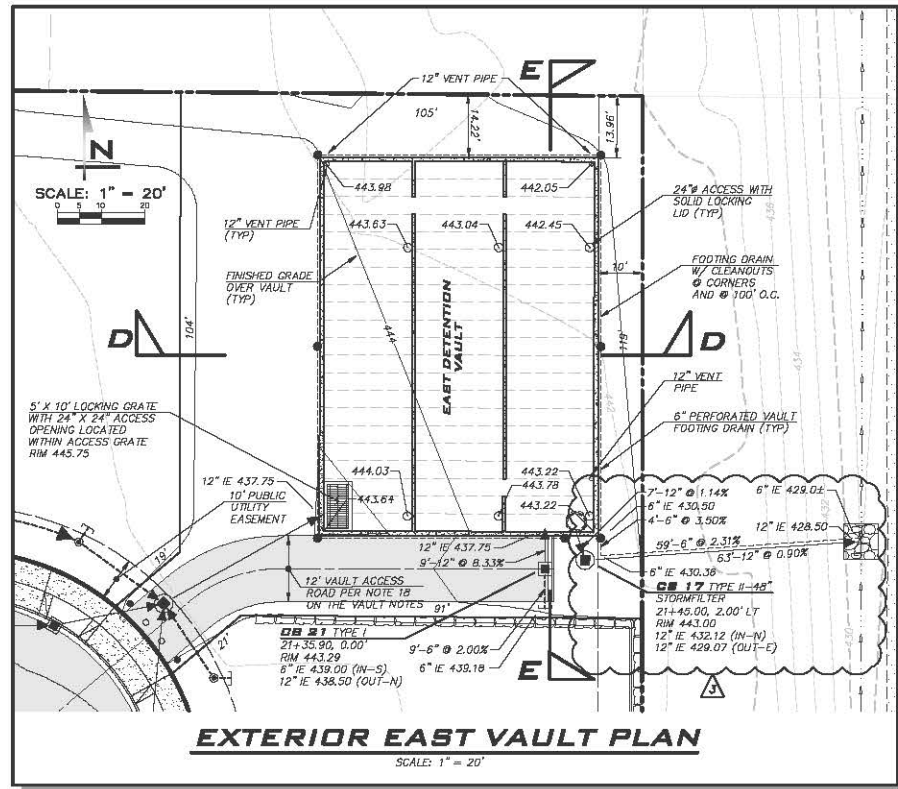 E
12" VENT PIPE
105'
14.22'
13.96'
N
SCALE: 1" = 20'
0 5 10 20
443.98
442.05
24"ø ACCESS WITH
SOLID LOCKING
LID (TYP)
12" VENT PIPE
(TYP)
443.63
443.04
442.45
FINISHED GRADE
OVER VAULT
(TYP)
FOOTING DRAIN
W/ CLEANOUTS
@ CORNERS
AND @ 100' O.C.
10'
436
104'
444
EAST DETENTION
VAULT
119'
D
D
434
12" VENT
PIPE
442
5' X 10' LOCKING GRATE
WITH 24" X 24" ACCESS
OPENING LOCATED
WITHIN ACCESS GRATE
RIM 445.75
6" PERFORATED VAULT
FOOTING DRAIN (TYP)
444.03
443.22
443.78
443.64
443.22
12" IE 437.75
10' PUBLIC
UTILITY
EASEMENT
7'-12" @ 1.14%
6" IE 430.50
4'-6" @ 3.50%
6" IE 429.0±
12" IE 428.50
59'-6" @ 2.31%
63'-12" @ 0.90%
12" IE 437.75
9'-12" @ 8.33%
6" IE 430.36
19'
12' VAULT ACCESS
ROAD PER NOTE 18
ON THE VAULT NOTES
91'
21'
CB 17 TYPE II-48"
STORMFILTER
21+45.00, 2.00' LT
RIM 443.00
12" IE 432.12 (IN-N)
12" IE 429.07 (OUT-E)
CB 21 TYPE I
21+35.90, 0.00'
RIM 443.29
6" IE 439.00 (IN-S)
12" IE 438.50 (OUT-N)
9'-6" @ 2.00%
6" IE 439.18
E
432
430
3
EXTERIOR EAST VAULT PLAN
SCALE: 1" = 20'